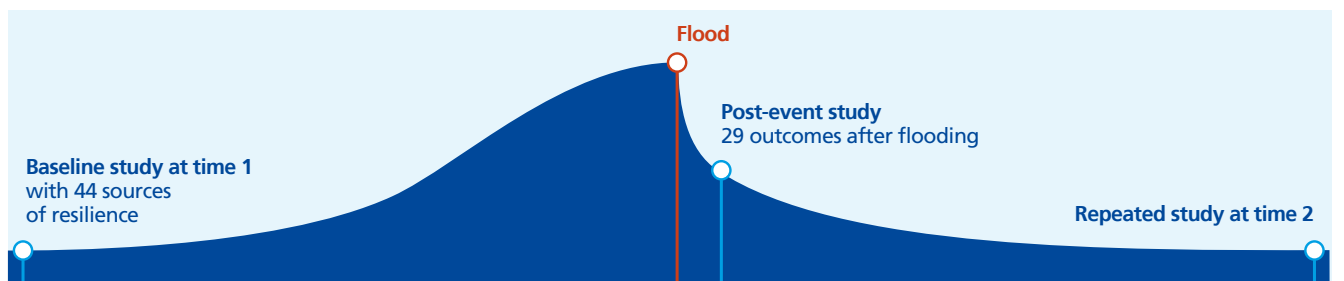 Flood
Post-event study
29 outcomes after flooding
Baseline study at time 1
with 44 sources
of resilience
Repeated study at time 2